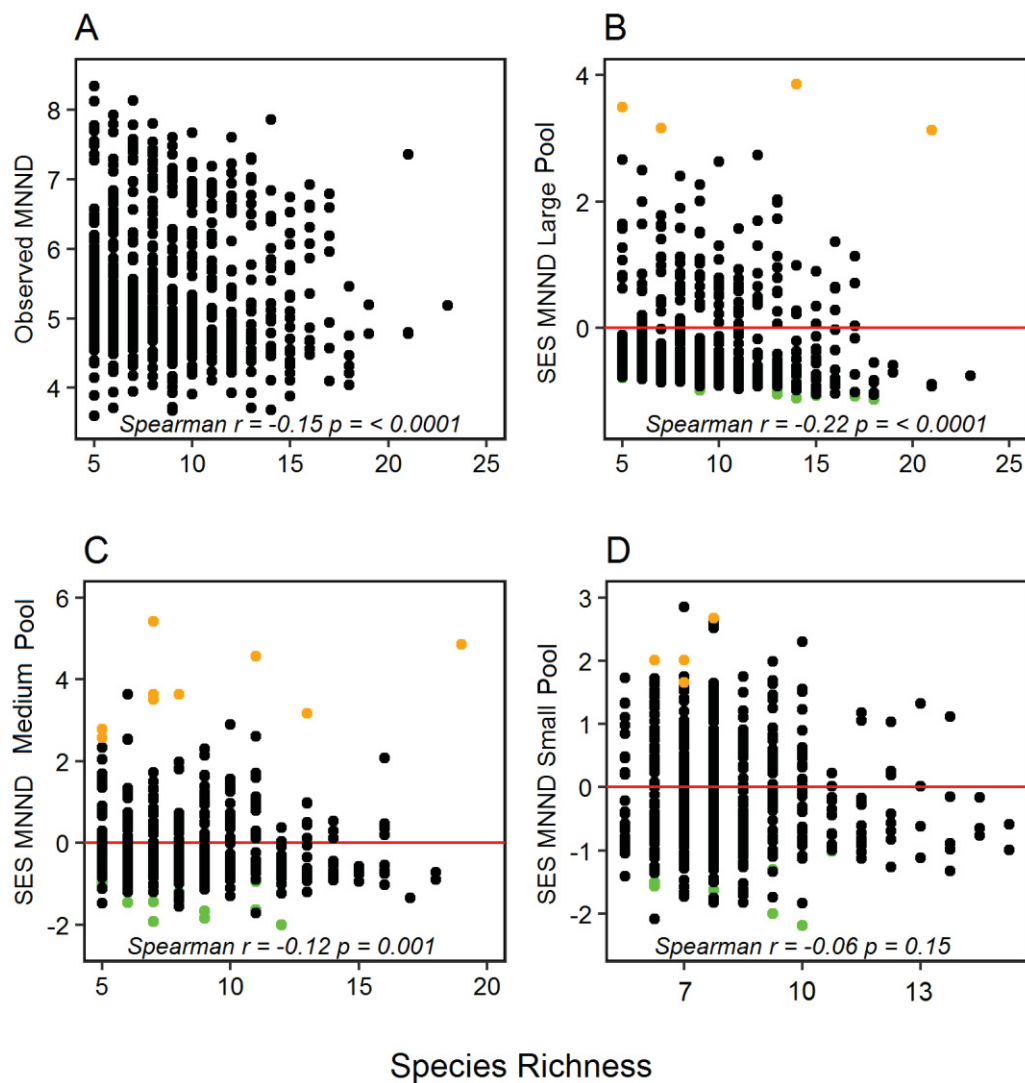 A
Observed MNND
8
7
6
5
4
Spearman r = -0.15 p = < 0.0001
5 10 15 20 25
B
SES MNND Large Pool
4
2
0
Spearman r = -0.22 p = < 0.0001
5 10 15 20 25
C
SES MNND Medium Pool
6
4
2
0
-2
Spearman r = -0.12 p = 0.001
5 10 15 20
D
SES MNND Small Pool
3
2
1
0
-1
-2
Spearman r = -0.06 p = 0.15
7 10 13
Species Richness